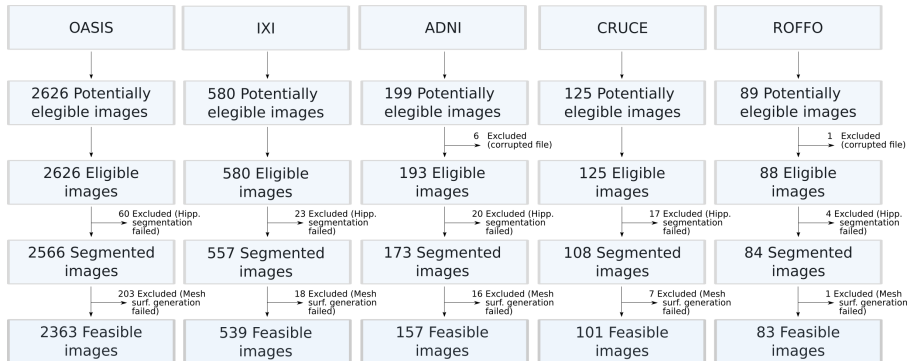 OASIS
IXI
ADNI
CRUCE
ROFFO
2626 Potentially
elegible images
580 Potentially
elegible images
199 Potentially
elegible images
125 Potentially
elegible images
89 Potentially
elegible images
6 Excluded
(corrupted file)
1 Excluded
(corrupted file)
2626 Eligible
images
580 Eligible
images
193 Eligible
images
125 Eligible
images
88 Eligible
images
60 Excluded (Hipp.
segmentation
failed)
23 Excluded (Hipp.
segmentation
failed)
20 Excluded (Hipp.
segmentation
failed)
17 Excluded (Hipp.
segmentation
failed)
4 Excluded (Hipp.
segmentation
failed)
2566 Segmented
images
557 Segmented
images
173 Segmented
images
108 Segmented
images
84 Segmented
images
203 Excluded (Mesh
surf. generation
failed)
18 Excluded (Mesh
surf. generation
failed)
16 Excluded (Mesh
surf. generation
failed)
7 Excluded (Mesh
surf. generation
failed)
1 Excluded (Mesh
surf. generation
failed)
2363 Feasible
images
539 Feasible
images
157 Feasible
images
101 Feasible
images
83 Feasible
images